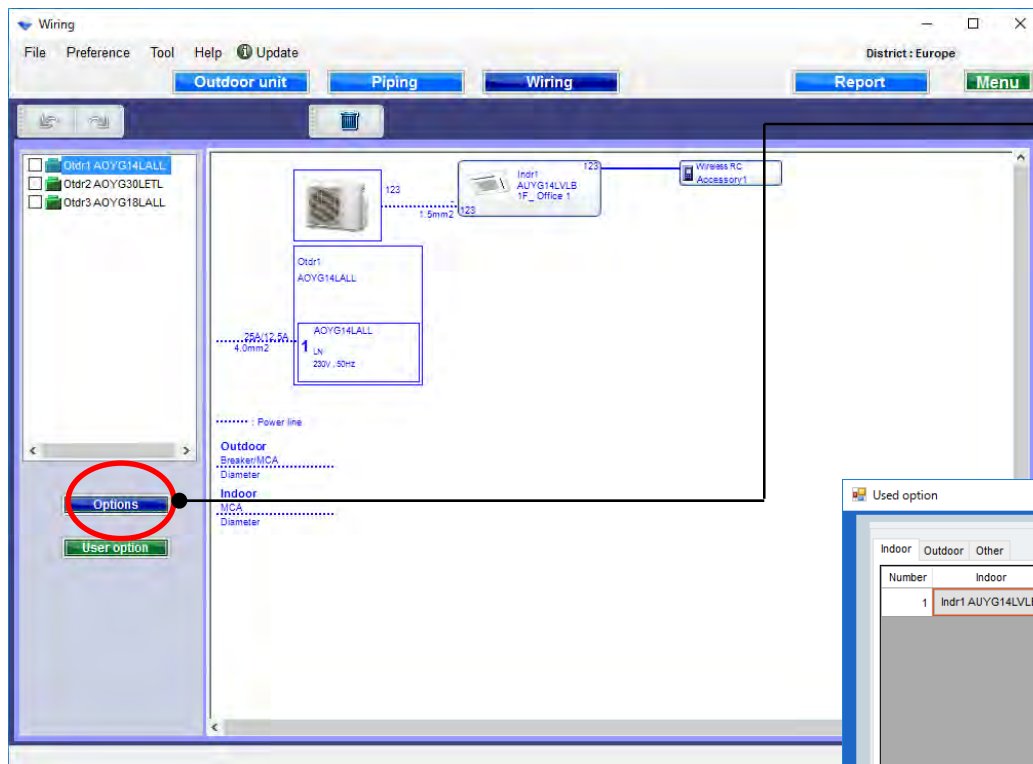 Wiring
File Preference Tool Help Update
District : Europe
Outdoor unit Piping Wiring Report Menu
Otdr1 AOYG14LALL
Otdr2 AOYG30LETL
Otdr3 AOYG18LALL
123
1.5mm2
-
123
Indr1
AUYG14LVLB
1F_ Office 1
123
Wireless RC
Accessory1
Otdr1
AOYG14LALL
25A/12.5A
4.0mm2
AOYG14LALL
1 LN
230V , 50Hz
: Power line
Outdoor
Breaker/MCA
Diameter
Indoor
MCA
Diameter
Options
User option
Used option
Indoor Outdoor Other
Number Indoor
1 Indr1 AUYG14LVL